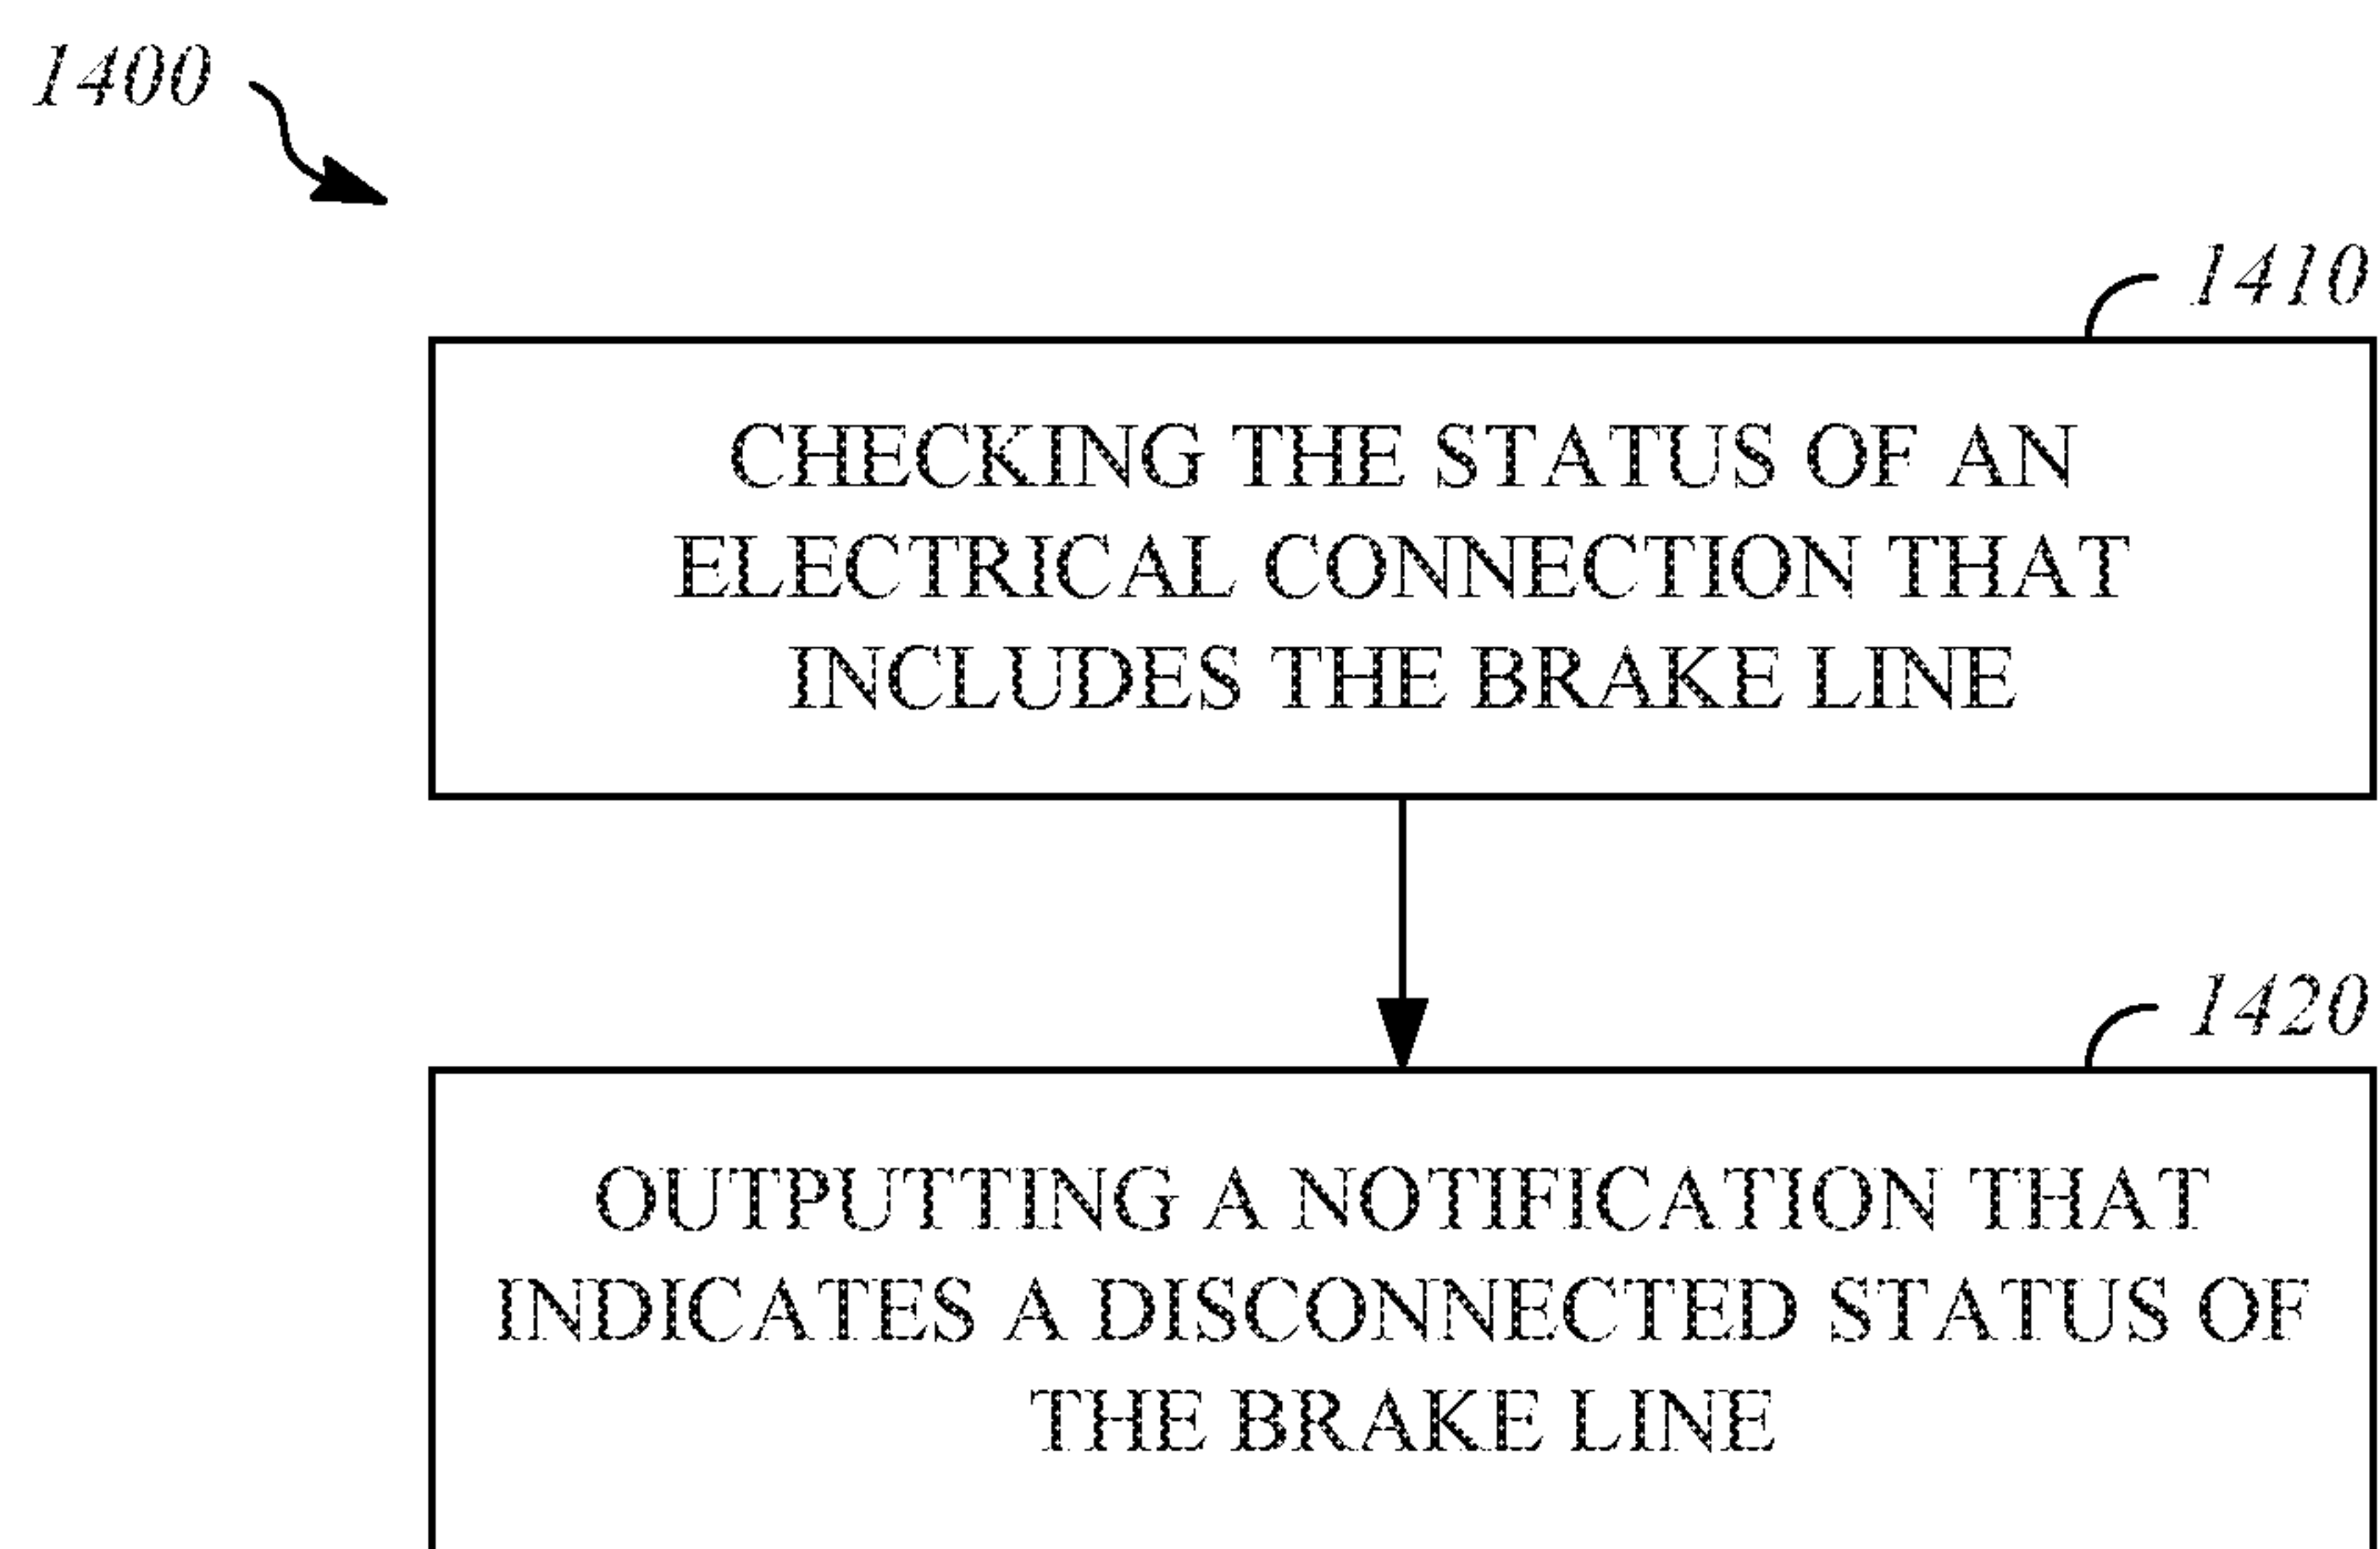 1400
1410
CHECKING THE STATUS OF AN
ELECTRICAL CONNECTION THAT
INCLUDES THE BRAKE LINE
1420
OUTPUTTING A NOTIFICATION THAT
INDICATES A DISCONNECTED STATUS OF
THE BRAKE LINE